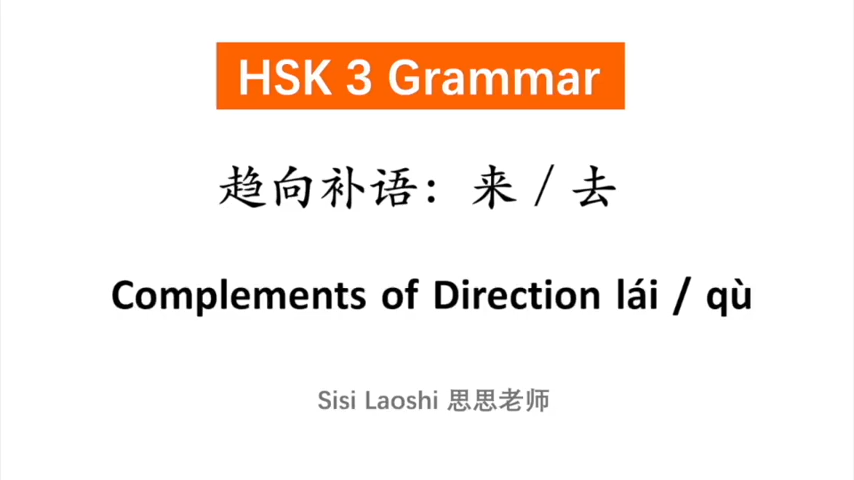 HSK 3 Grammar
趋向补语：来 / 去
Complements of Direction lái / qù
Sisi Laoshi 思思老师